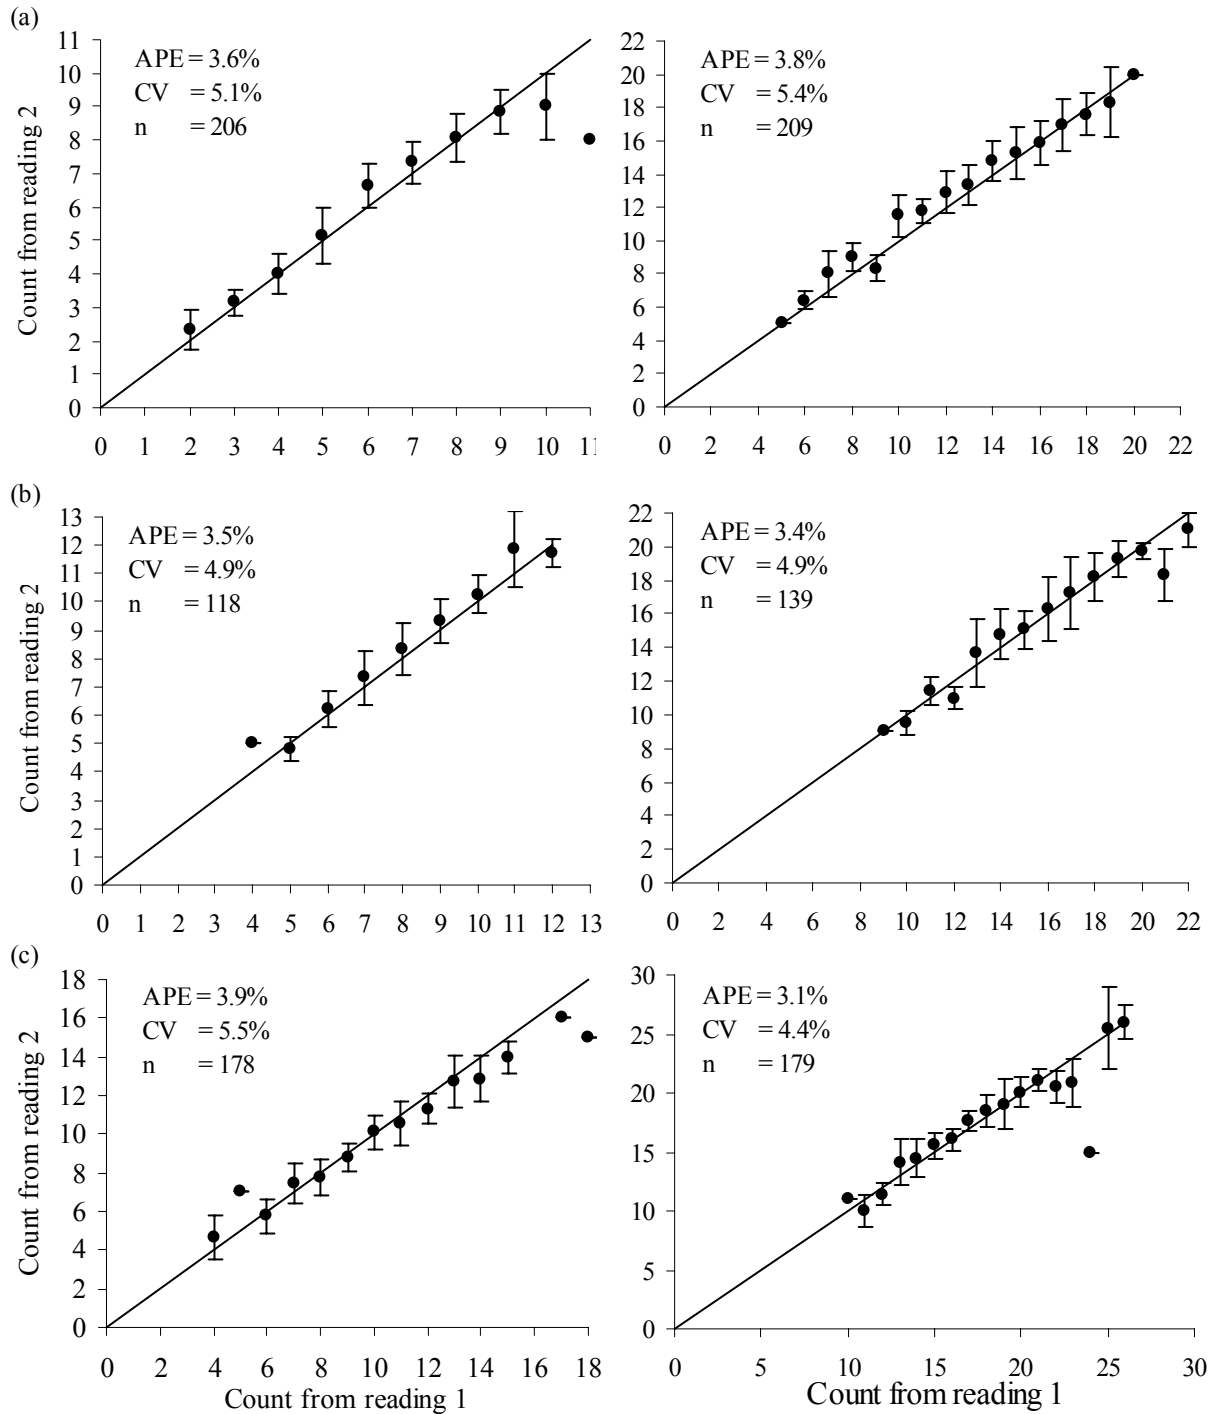 (a)
APE = 3.6%
CV = 5.1%
n = 206
11
10
9
8
7
6
5
4
3
2
1
0
Count from reading 2
0 1 2 3 4 5 6 7 8 9 10 11
APE = 3.8%
CV = 5.4%
n = 209
22
20
18
16
14
12
10
8
6
4
2
0
0 2 4 6 8 10 12 14 16 18 20 22
(b)
APE = 3.5%
CV = 4.9%
n = 118
13
12
11
10
9
8
7
6
5
4
3
2
1
0
Count from reading 2
0 1 2 3 4 5 6 7 8 9 10 11 12 13
APE = 3.4%
CV = 4.9%
n = 139
22
20
18
16
14
12
10
8
6
4
2
0
0 2 4 6 8 10 12 14 16 18 20 22
(c)
APE = 3.9%
CV = 5.5%
n = 178
18
16
14
12
10
8
6
4
2
0
Count from reading 2
0 2 4 6 8 10 12 14 16 18
Count from reading 1
APE = 3.1%
CV = 4.4%
n = 179
30
25
20
15
10
5
0
0 5 10 15 20 25 30
Count from reading 1